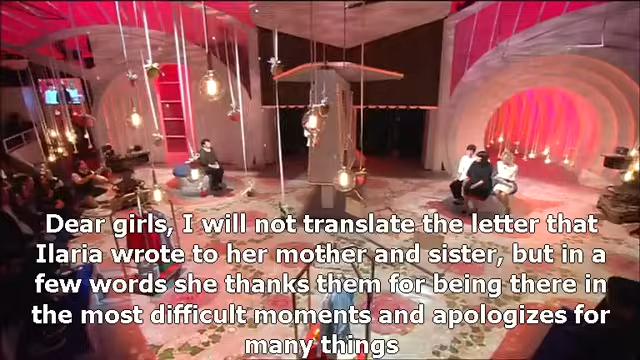 Dear girls, I will not translate the letter that
Ilaria wrote to her mother and sister, but in a
few words she thanks them for being there in
the most difficult moments and apologizes for
many things